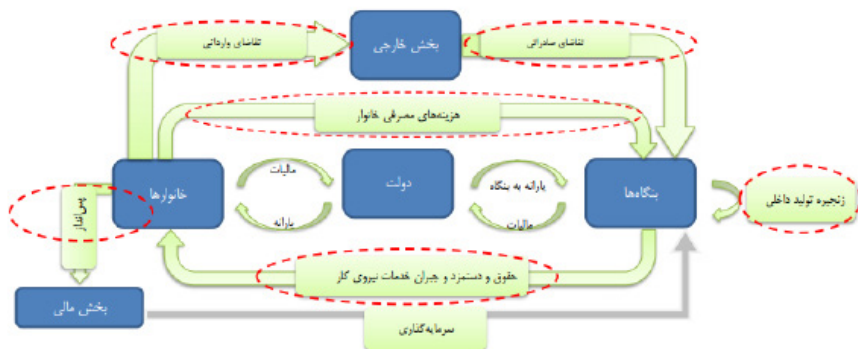 تقاضای وارداتی
بخش خارجی
تقاضای صادراتی
هزینه‌های مصرفی خانوار
خانوارها
مالیات
یارانه
دولت
یارانه به بنگاه
مالیات
بنگاه‌ها
زنجیره تولید داخلی
پس‌انداز
حقوق و دستمزد و جبران خدمات نیروی کار
بخش مالی
سرمایه‌گذاری